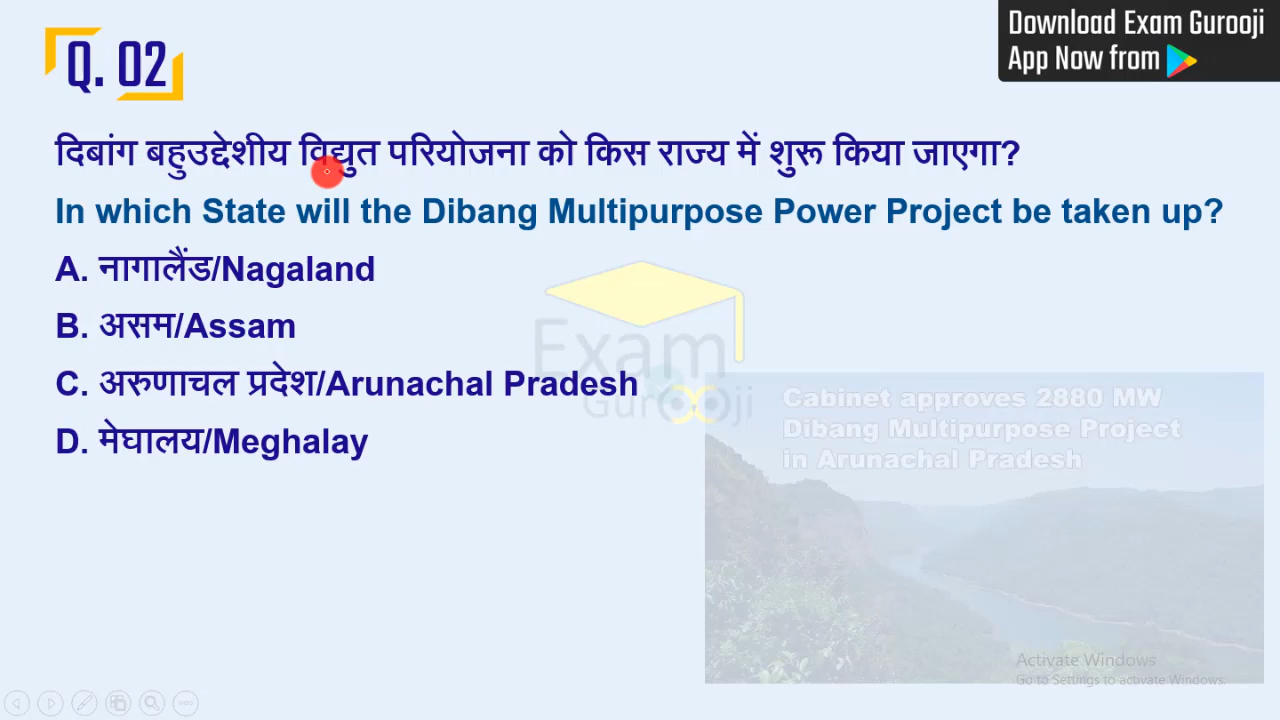 Download Exam Gurooji
App Now from
Q. 02
दिबांग बहुउद्देशीय विद्युत परियोजना को किस राज्य में शुरू किया जाएगा?
In which State will the Dibang Multipurpose Power Project be taken up?
A. नागालैंड/Nagaland
B. असम/Assam
C. अरुणाचल प्रदेश/Arunachal Pradesh
D. मेघालय/Meghalay
Exam
Gurooji
Cabinet approves 2880 MW
Dibang Multipurpose Project
in Arunachal Pradesh
Activate Windows
Go to Settings to activate Windows.